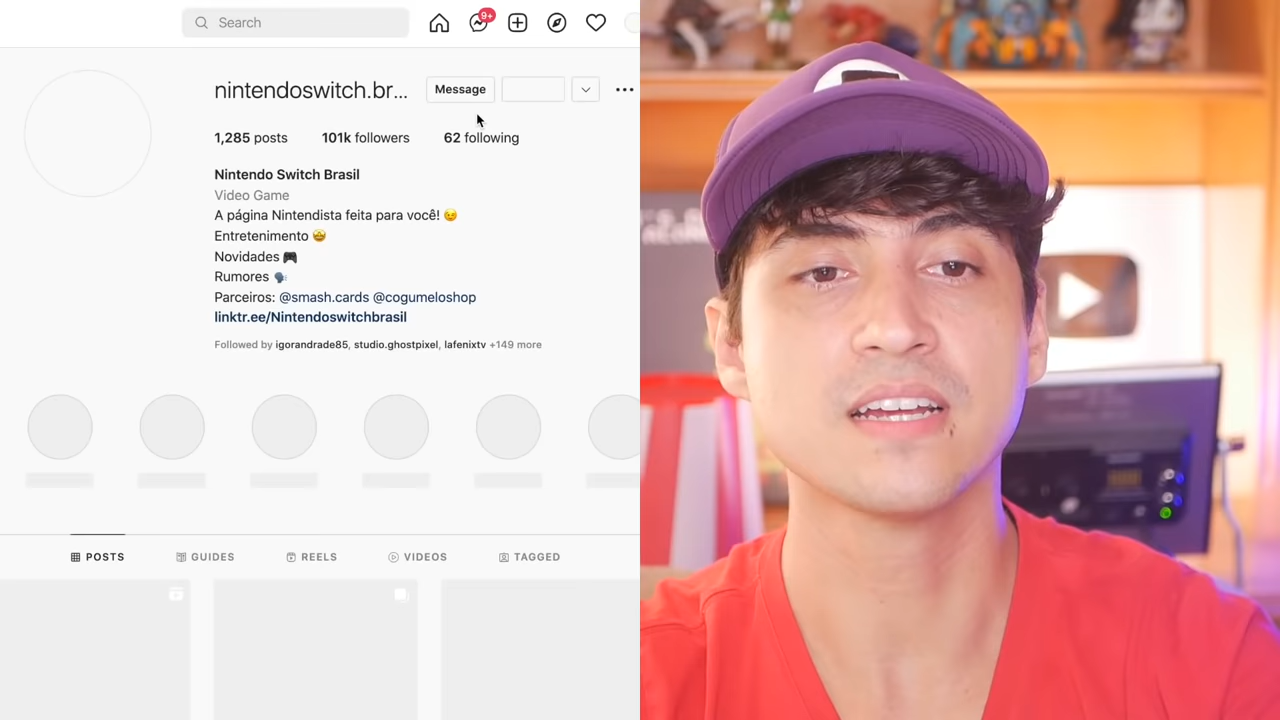 Search
9+
nintendoswitch.br...
Message
1,285 posts 101k followers 62 following
Nintendo Switch Brasil
Video Game
A página Nintendista feita para você! 😉
Entretenimento 🤩
Novidades 🎮
Rumores 🗣️
Parceiros: @smash.cards @cogumeloshop
linktr.ee/Nintendoswitchbrasil
Followed by igorandrade85, studio.ghostpixel, lafenixtv +149 more
POSTS GUIDES REELS VIDEOS TAGGED